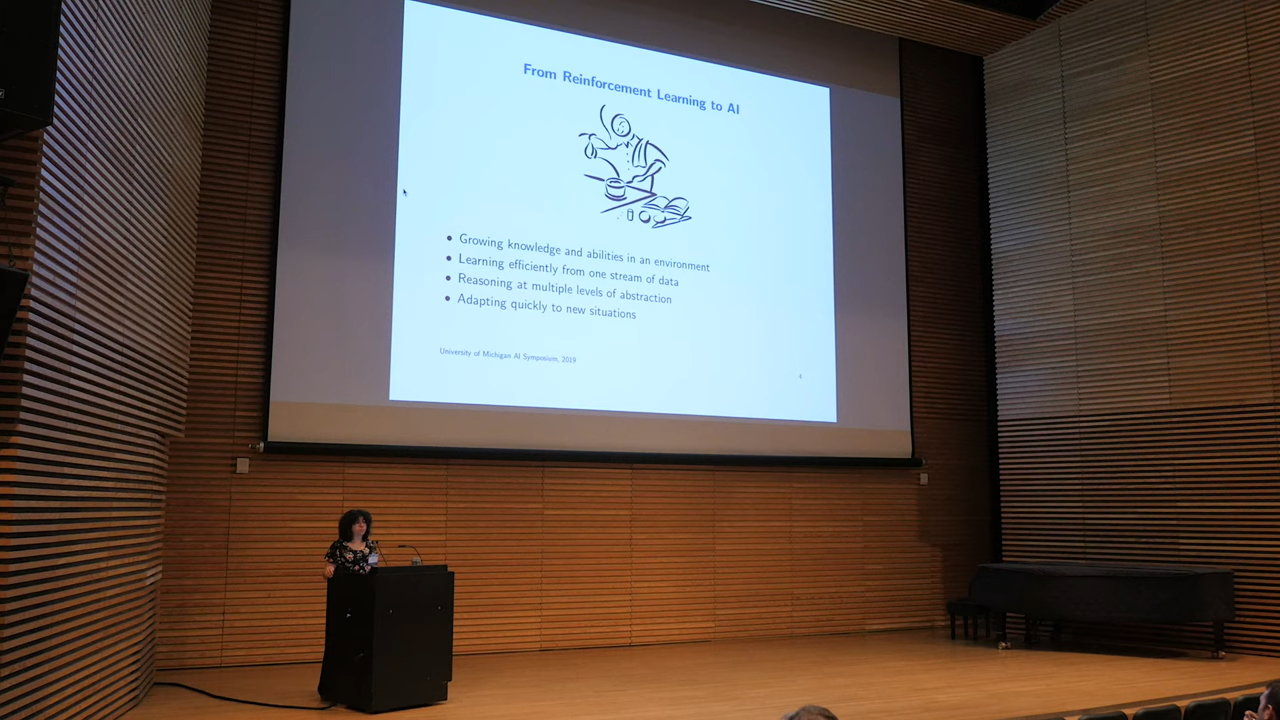 From Reinforcement Learning to AI
Growing knowledge and abilities in an environment
Learning efficiently from one stream of data
Reasoning at multiple levels of abstraction
Adapting quickly to new situations
University of Michigan AI Symposium, 2019
4